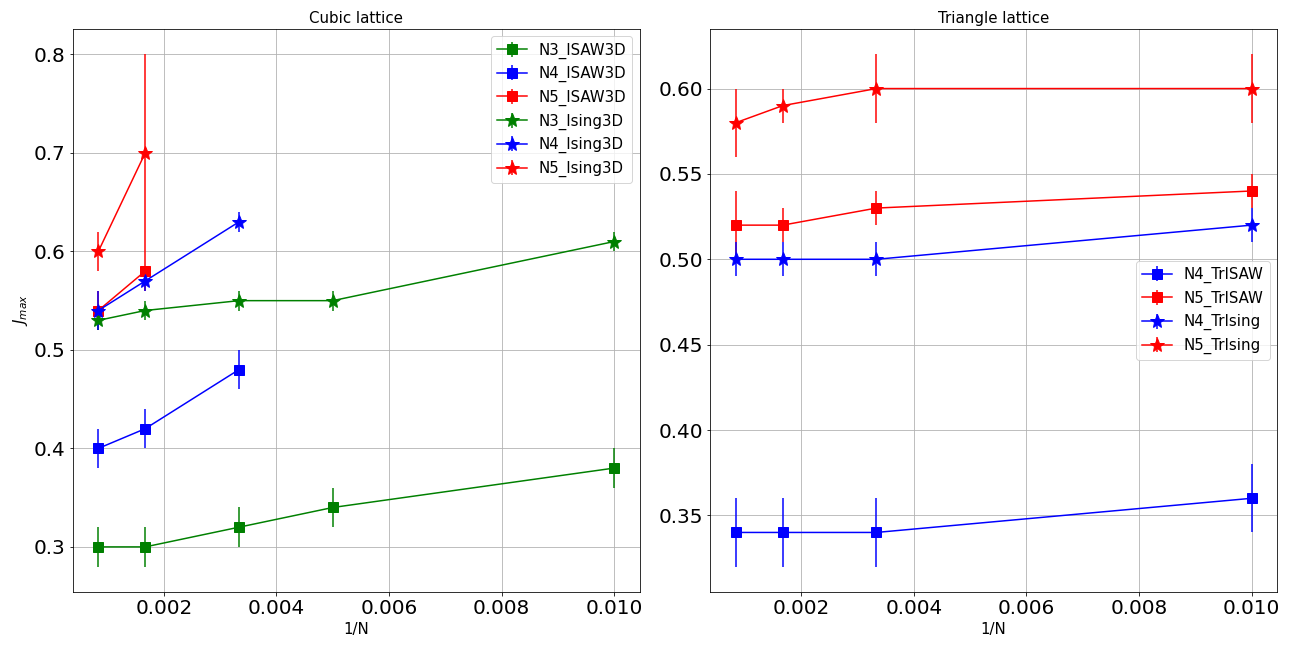 Cubic lattice
0.8
0.7
0.6
0.5
0.4
0.3
J_max
N3_ISAW3D
N4_ISAW3D
N5_ISAW3D
N3_Ising3D
N4_Ising3D
N5_Ising3D
0.002 0.004 0.006 0.008 0.010
1/N
Triangle lattice
0.60
0.55
0.50
0.45
0.40
0.35
N4_TrISAW
N5_TrISAW
N4_TrIsing
N5_TrIsing
0.002 0.004 0.006 0.008 0.010
1/N